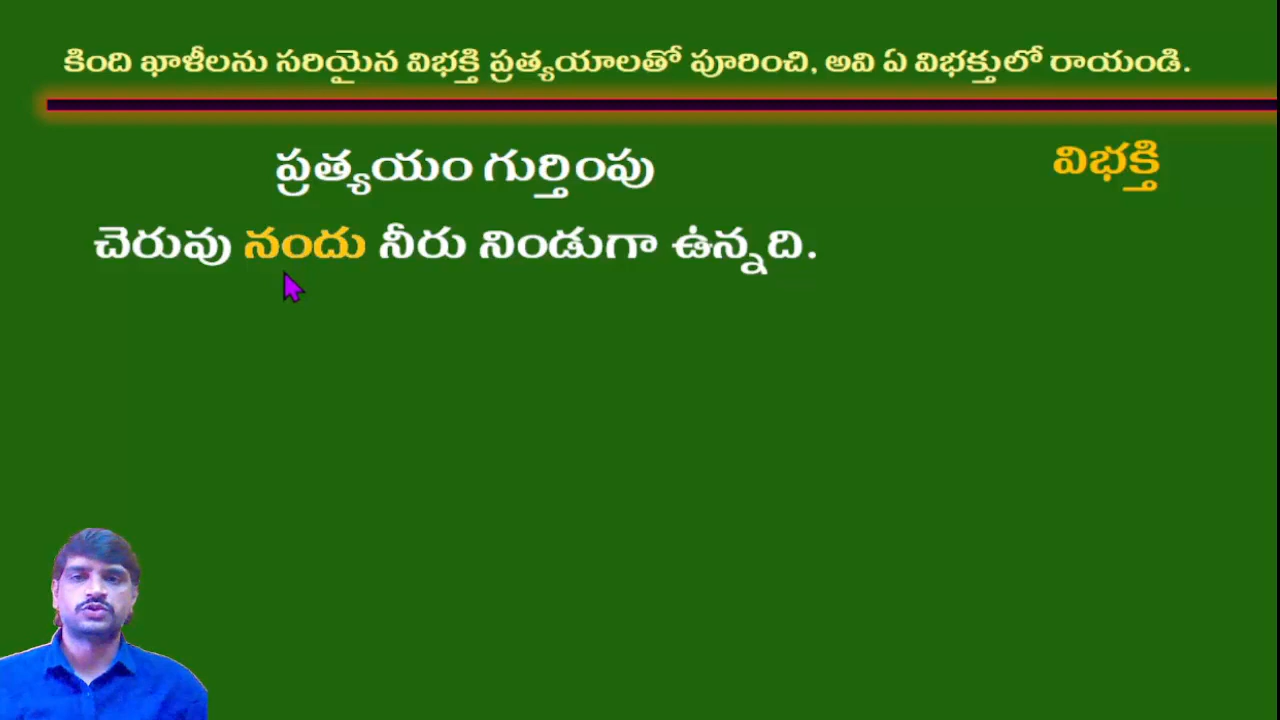 కింది ఖాళీలను సరియైన విభక్తి ప్రత్యయాలతో పూరించి, అవి ఏ విభక్తులో రాయండి.
ప్రత్యయం గుర్తింపు విభక్తి
చెరువు నందు నీరు నిండుగా ఉన్నది.